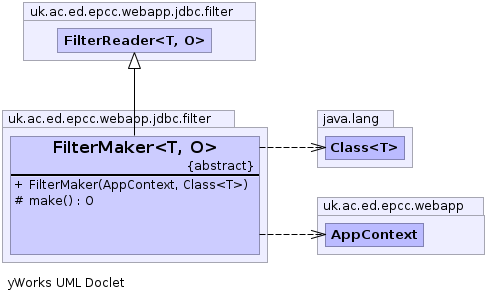 uk.ac.ed.epcc.webapp.jdbc.filter
FilterReader<T, O>
uk.ac.ed.epcc.webapp.jdbc.filter
FilterMaker<T, O>
{abstract}
+ FilterMaker(AppContext, Class<T>)
# make() : O
java.lang
Class<T>
uk.ac.ed.epcc.webapp
AppContext
yWorks UML Doclet